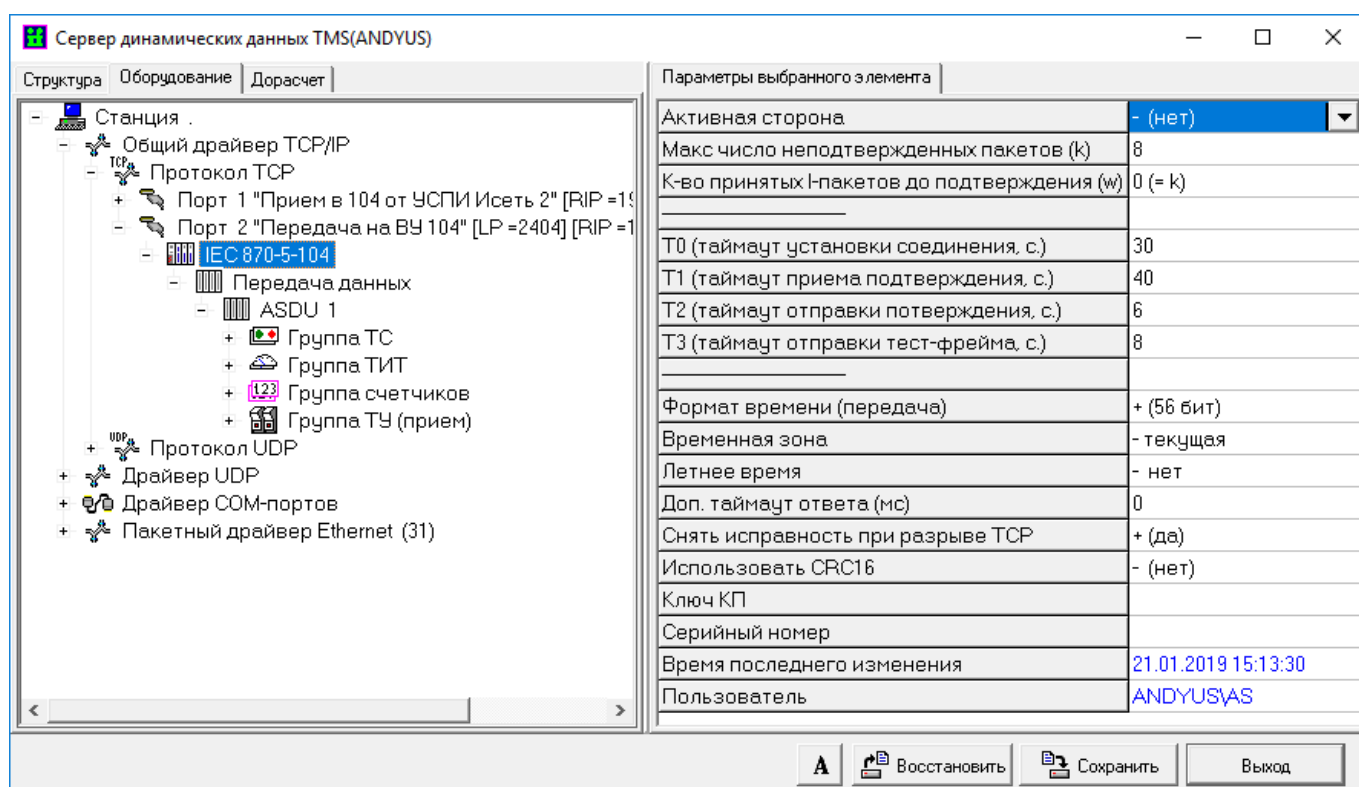 Сервер динамических данных TMS(ANDYUS)
Структура Оборудование Дорасчет
Станция .
Общий драйвер TCP/IP
TCP Протокол TCP
Порт 1 "Прием в 104 от УСПИ Исеть 2" [RIP =19
Порт 2 "Передача на ВУ 104" [LP =2404] [RIP =1
IEC 870-5-104
Передача данных
ASDU 1
Группа ТС
Группа ТИТ
123 Группа счетчиков
Группа ТУ (прием)
UDP Протокол UDP
Драйвер UDP
Драйвер COM-портов
Пакетный драйвер Ethernet (31)
Параметры выбранного элемента
Активная сторона - (нет)
Макс число неподтвержденных пакетов (k) 8
К-во принятых I-пакетов до подтверждения (w) 0 (= k)
T0 (таймаут установки соединения, с.) 30
T1 (таймаут приема подтверждения, с.) 40
T2 (таймаут отправки потверждения, с.) 6
T3 (таймаут отправки тест-фрейма, с.) 8
Формат времени (передача) + (56 бит)
Временная зона - текущая
Летнее время - нет
Доп. таймаут ответа (мс) 0
Снять исправность при разрыве TCP + (да)
Использовать CRC16 - (нет)
Ключ КП
Серийный номер
Время последнего изменения 21.01.2019 15:13:30
Пользователь ANDYUS\AS
A Восстановить Сохранить Выход